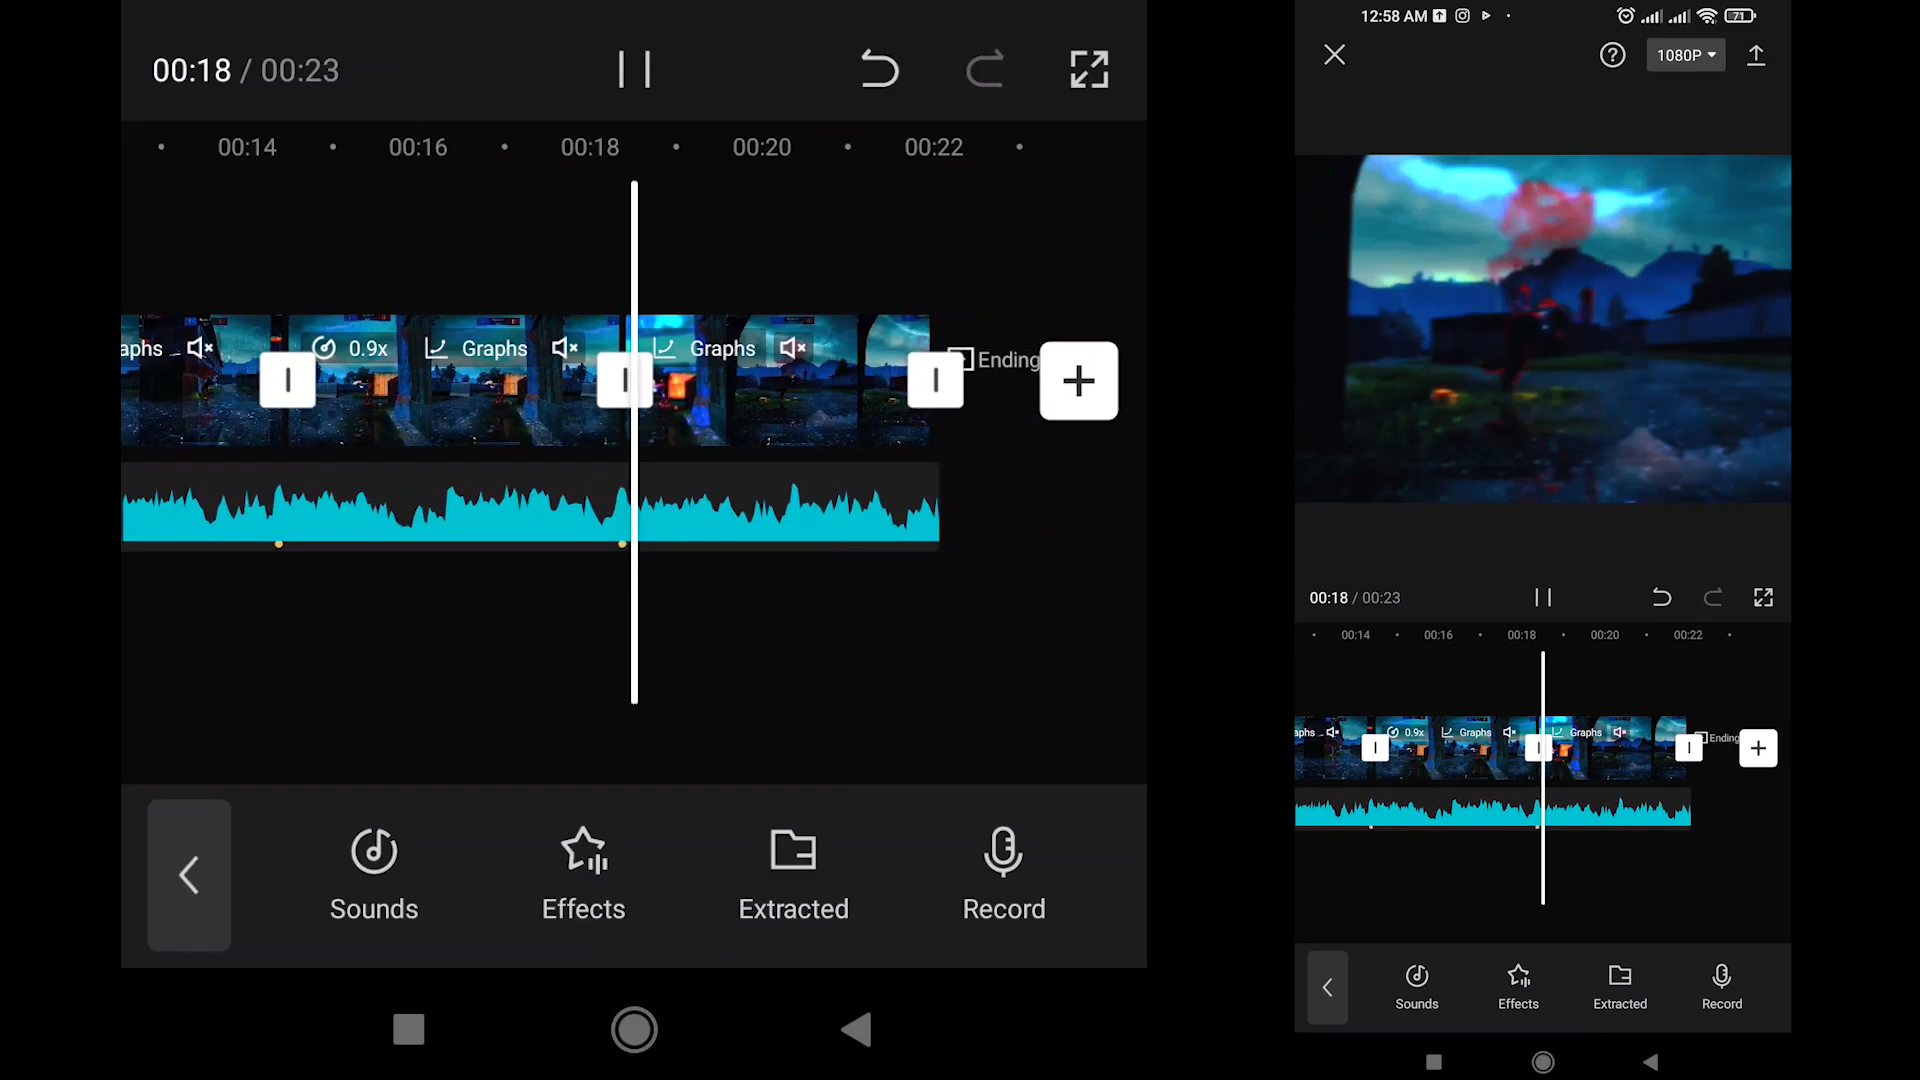 00:18 / 00:23
00:14 00:16 00:18 00:20 00:22
aphs 0.9x Graphs Graphs Ending
Sounds Effects Extracted Record
12:58 AM 71
1080P
00:18 / 00:23
00:14 00:16 00:18 00:20 00:22
aphs 0.9x Graphs Graphs Ending
Sounds Effects Extracted Record